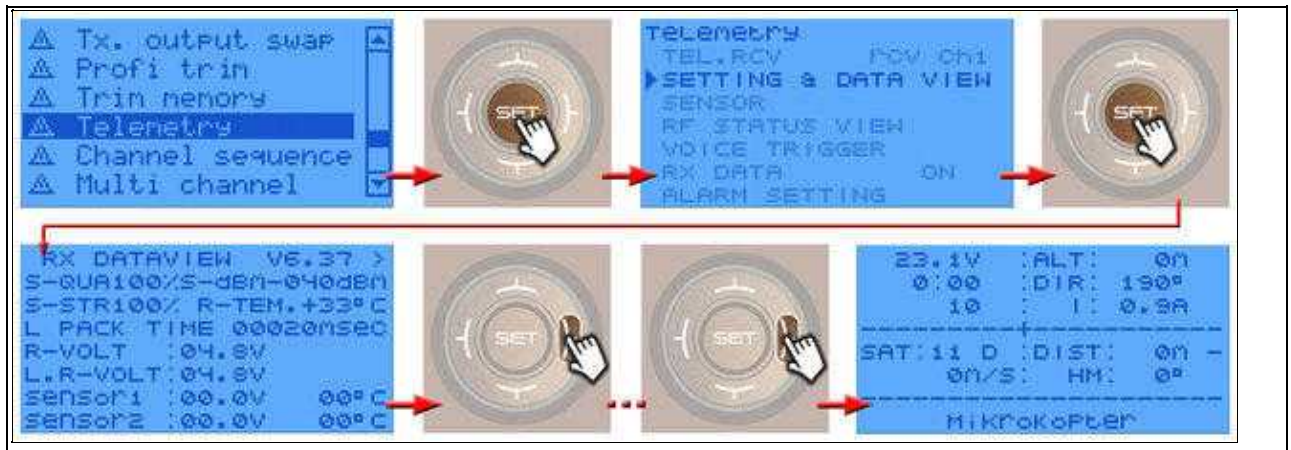 Tx. output swap
Profi trim
Trim memory
Telemetry
Channel sequence
Multi channel
SET
Telemetry
TEL.RCV rcv Ch1
SETTING & DATA VIEW
SENSOR
RF STATUS VIEW
VOICE TRIGGER
RX DATA ON
ALARM SETTING
SET
RX DATAVIEW V6.37 >
S-QUA100%S-dBm-040dBm
S-STR100% R-TEM.+33°C
L PACK TIME 00020msec
R-VOLT :04.8V
L.R-VOLT:04.8V
Sensor1 :00.0V 00°C
Sensor2 :00.0V 00°C
SET
SET
23.1V :ALT: 0m
0:00 :DIR: 190°
10 : I: 0.9A
SAT:11 D :DIST: 0m -
0m/S: HM: 0°
MikroKopter